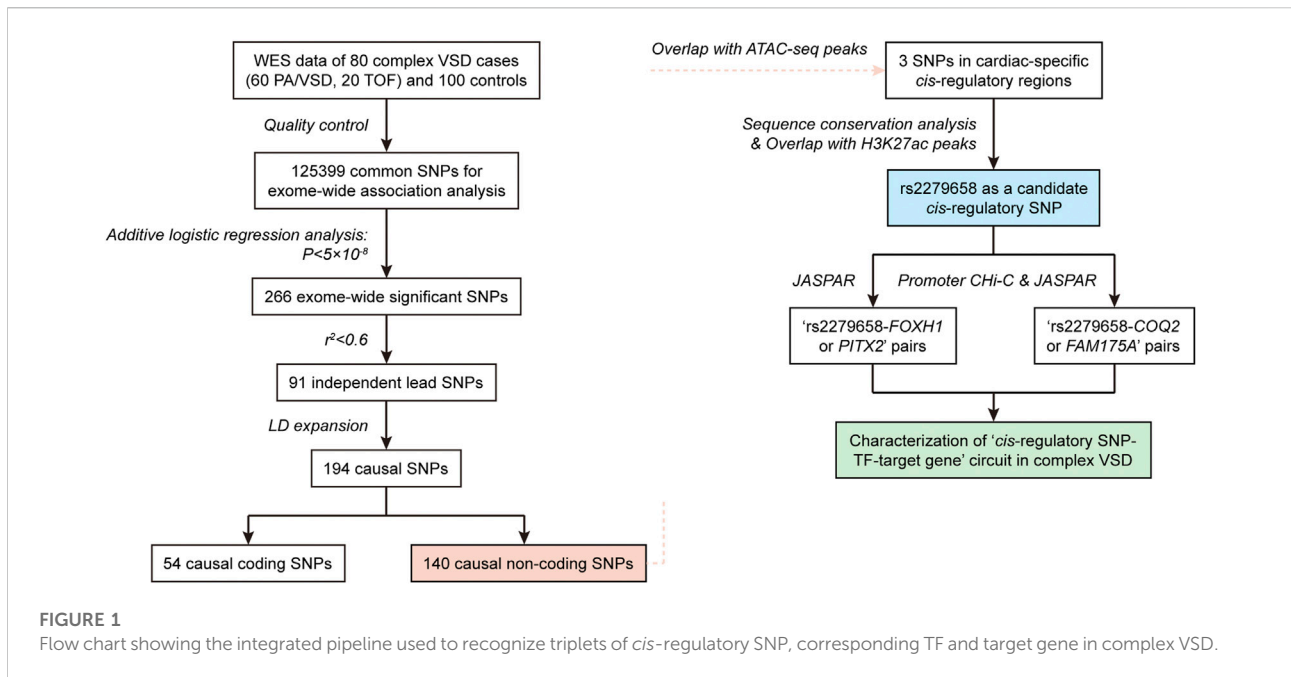 WES data of 80 complex VSD cases
(60 PA/VSD, 20 TOF) and 100 controls
Quality control
125399 common SNPs for
exome-wide association analysis
Additive logistic regression analysis:
P<5×10⁻⁸
266 exome-wide significant SNPs
r²<0.6
91 independent lead SNPs
LD expansion
194 causal SNPs
54 causal coding SNPs
140 causal non-coding SNPs
Overlap with ATAC-seq peaks
3 SNPs in cardiac-specific
cis-regulatory regions
Sequence conservation analysis
& Overlap with H3K27ac peaks
rs2279658 as a candidate
cis-regulatory SNP
JASPAR
Promoter CHi-C & JASPAR
‘rs2279658-FOXH1
or PITX2’ pairs
‘rs2279658-COQ2
or FAM175A’ pairs
Characterization of ‘cis-regulatory SNP-
TF-target gene’ circuit in complex VSD
FIGURE 1
Flow chart showing the integrated pipeline used to recognize triplets of cis-regulatory SNP, corresponding TF and target gene in complex VSD.